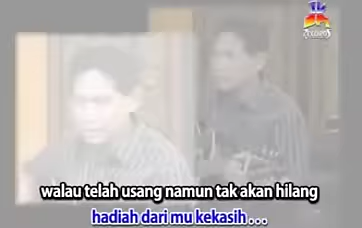 walau telah usang namun tak akan hilang
hadiah dari mu kekasih . . .